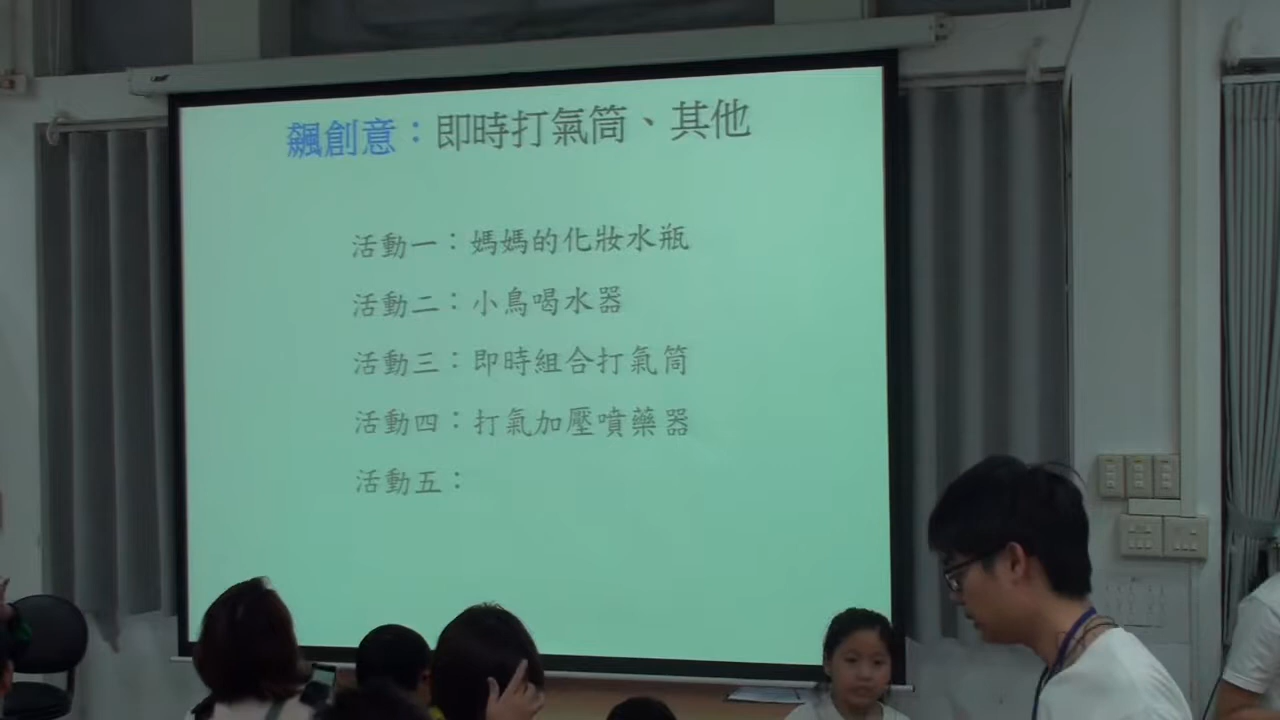 飆創意：即時打氣筒、其他
活動一：媽媽的化妝水瓶
活動二：小鳥喝水器
活動三：即時組合打氣筒
活動四：打氣加壓噴藥器
活動五：